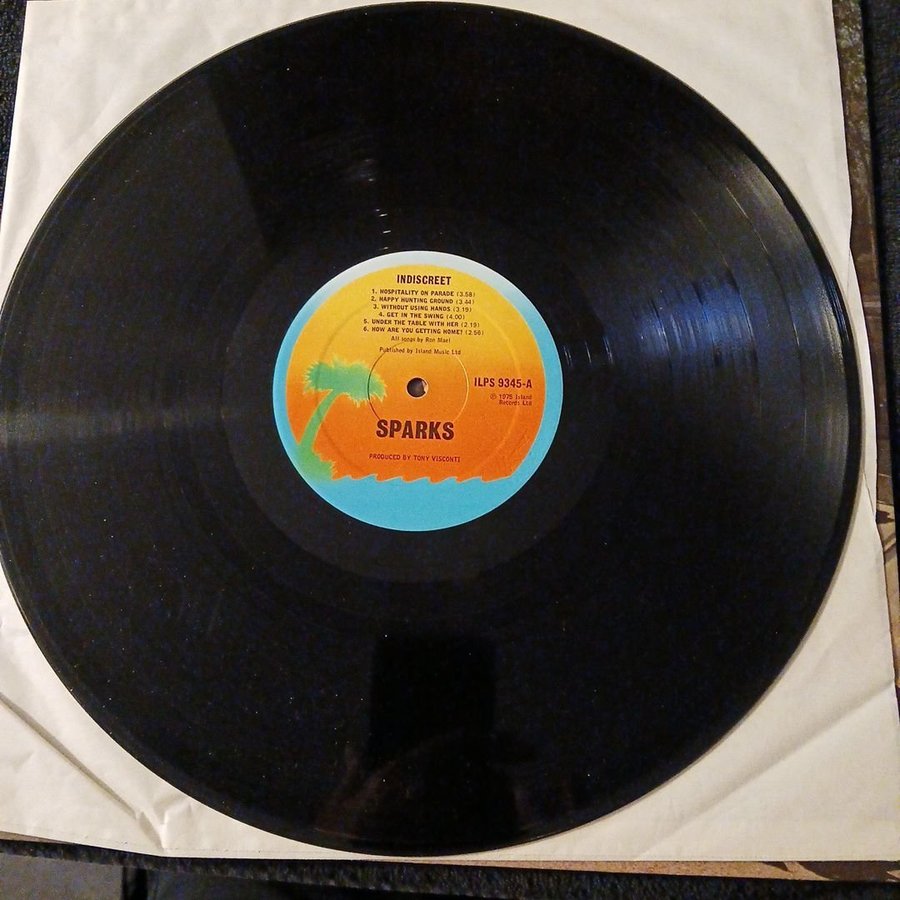 INDISCREET
1. HOSPITALITY ON PARADE (3.58)
2. HAPPY HUNTING GROUND (3.44)
3. WITHOUT USING HANDS (3.19)
4. GET IN THE SWING (4.00)
5. UNDER THE TABLE WITH HER (2.19)
6. HOW ARE YOU GETTING HOME? (2.56)
All songs by Ron Mael
Published by Island Music Ltd
ILPS 9345-A
℗ 1975 Island
Records Ltd
SPARKS
PRODUCED BY TONY VISCONTI